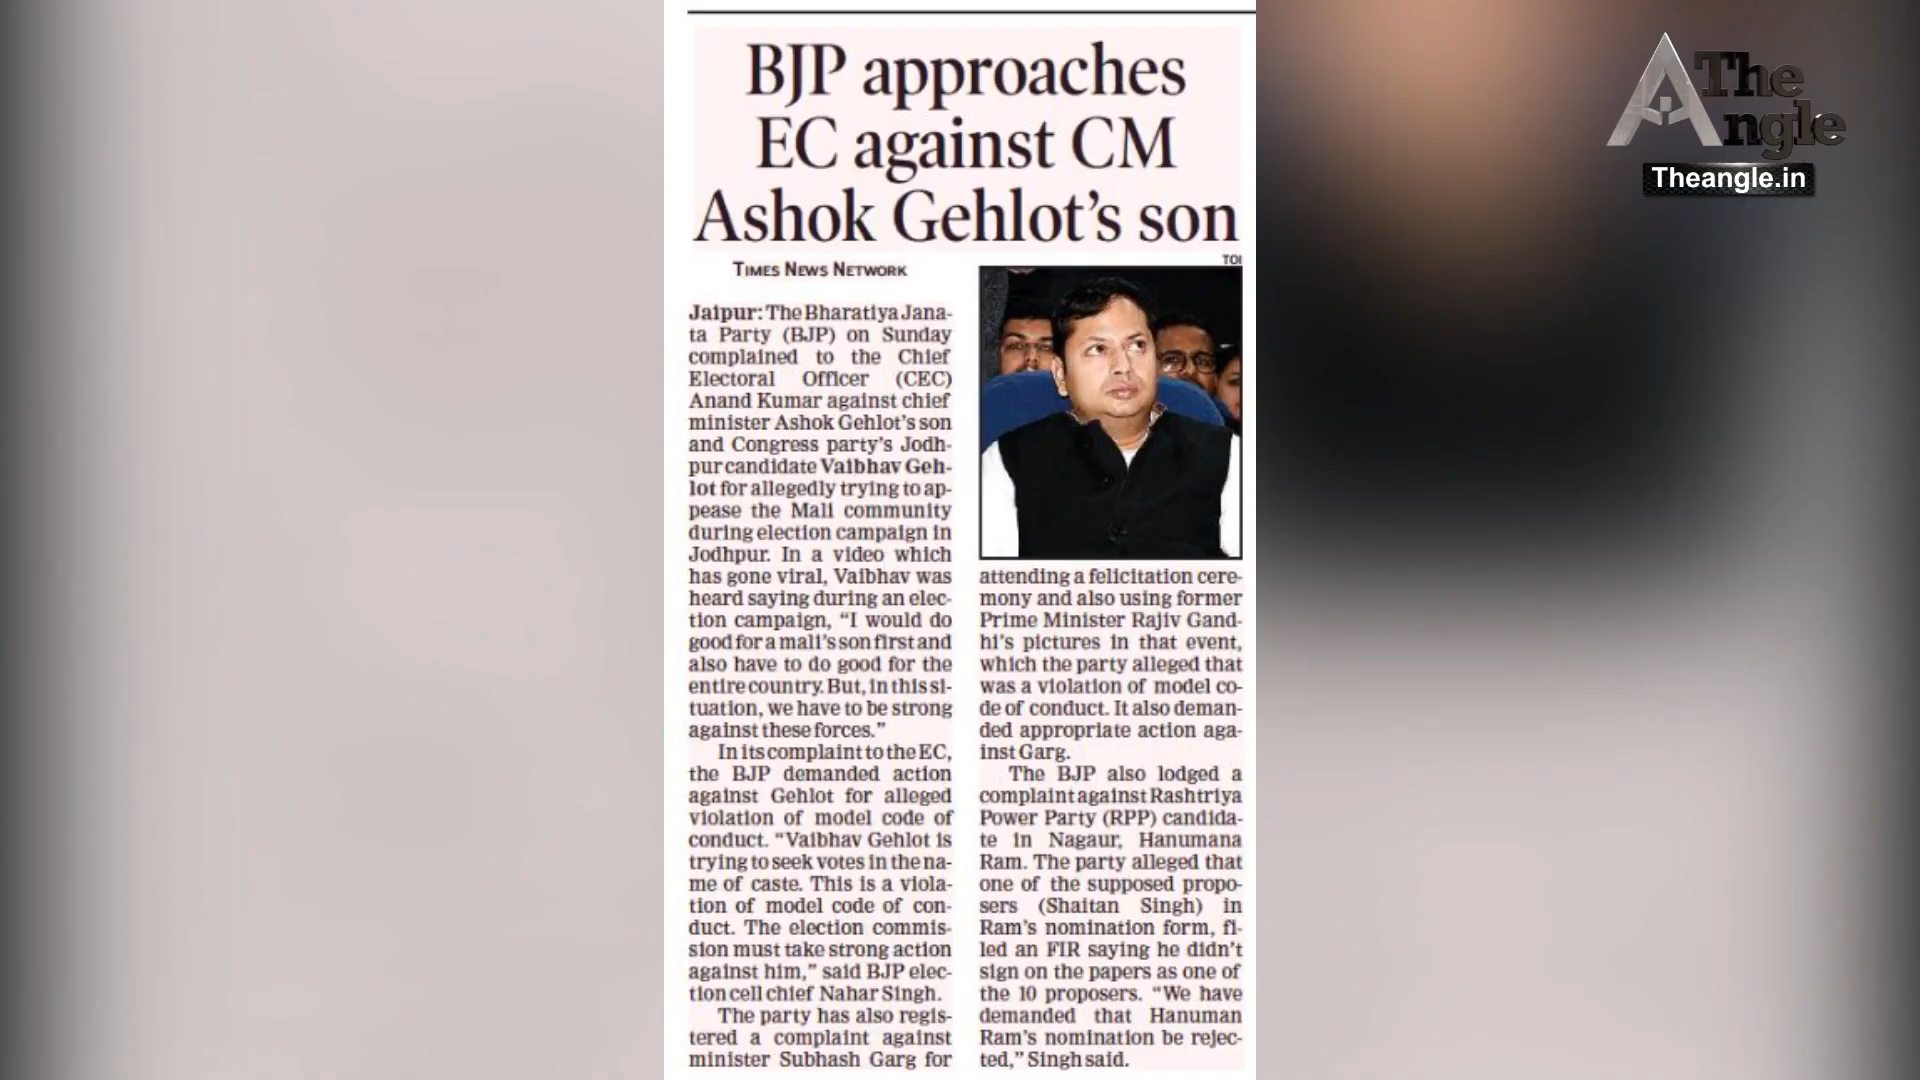 BJP approaches
EC against CM
Ashok Gehlot's son
TIMES NEWS NETWORK
Jaipur: The Bharatiya Jana-
ta Party (BJP) on Sunday
complained to the Chief
Electoral Officer (CEC)
Anand Kumar against chief
minister Ashok Gehlot's son
and Congress party's Jodh-
pur candidate Vaibhav Geh-
lot for allegedly trying to ap-
pease the Mali community
during election campaign in
Jodhpur. In a video which
has gone viral, Vaibhav was
heard saying during an elec-
tion campaign, “I would do
good for a mali's son first and
also have to do good for the
entire country. But, in this si-
tuation, we have to be strong
against these forces.”
In its complaint to the EC,
the BJP demanded action
against Gehlot for alleged
violation of model code of
conduct. “Vaibhav Gehlot is
trying to seek votes in the na-
me of caste. This is a viola-
tion of model code of con-
duct. The election commis-
sion must take strong action
against him,” said BJP elec-
tion cell chief Nahar Singh.
The party has also regis-
tered a complaint against
minister Subhash Garg for
TOI
attending a felicitation cere-
mony and also using former
Prime Minister Rajiv Gand-
hi's pictures in that event,
which the party alleged that
was a violation of model co-
de of conduct. It also deman-
ded appropriate action aga-
inst Garg.
The BJP also lodged a
complaint against Rashtriya
Power Party (RPP) candida-
te in Nagaur, Hanumana
Ram. The party alleged that
one of the supposed propo-
sers (Shaitan Singh) in
Ram's nomination form, fi-
led an FIR saying he didn't
sign on the papers as one of
the 10 proposers. “We have
demanded that Hanuman
Ram's nomination be rejec-
ted,” Singh said.
The
Angle
Theangle.in